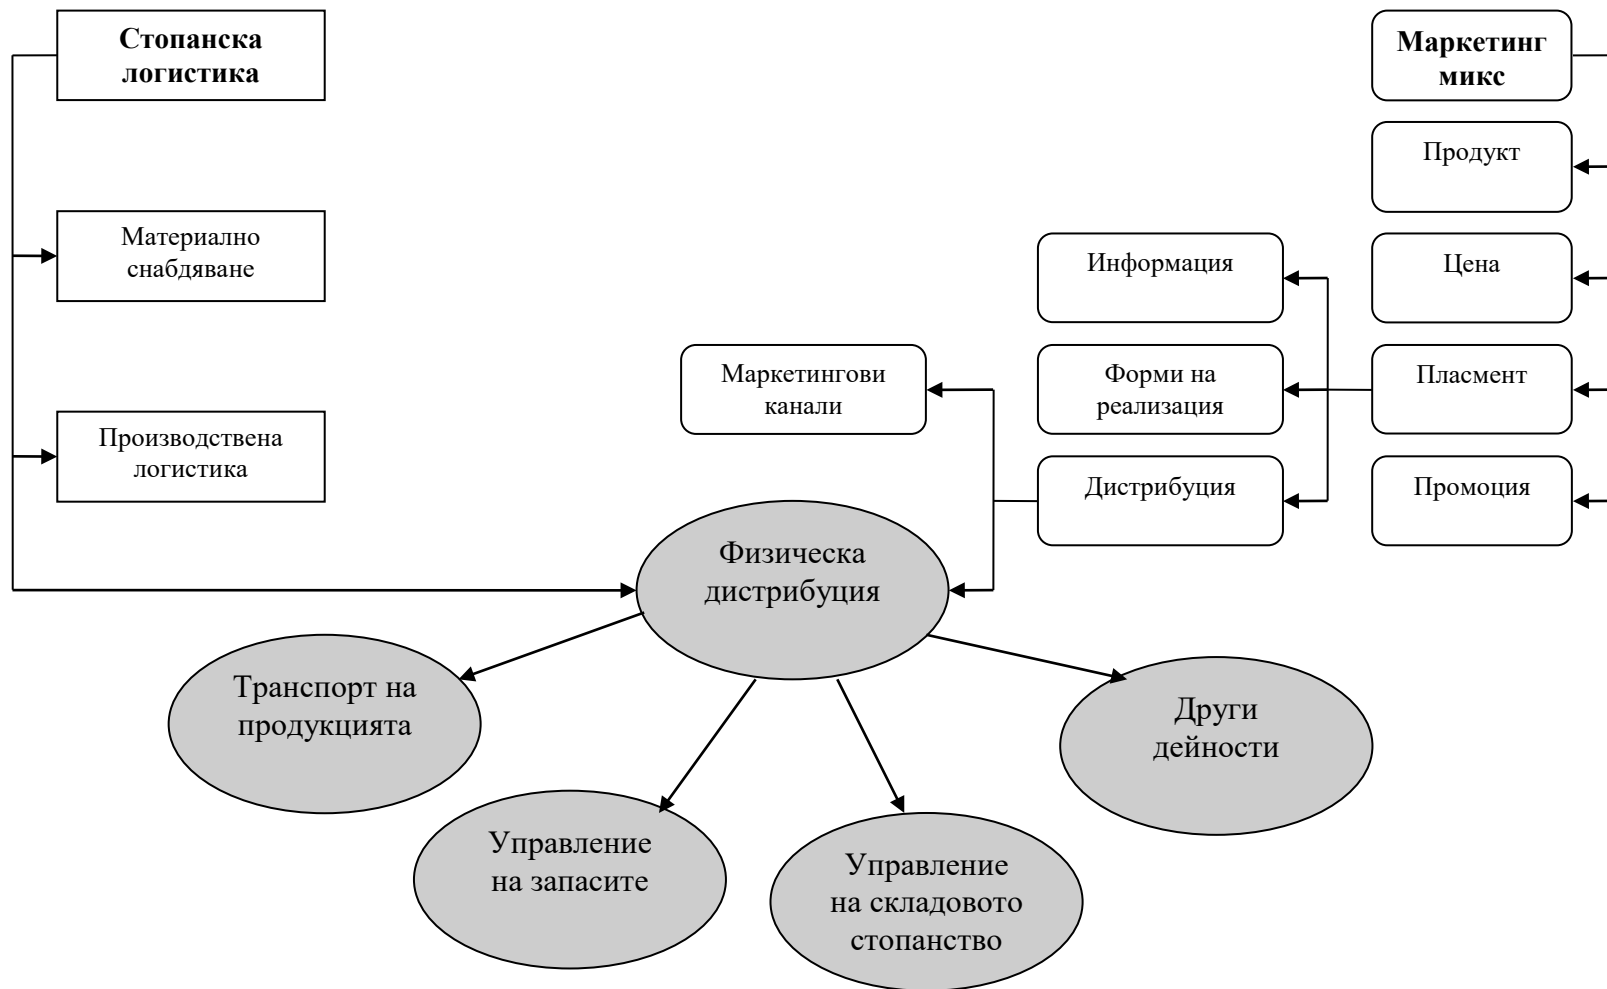 Стопанска
логистика
Маркетинг
микс
Продукт
Материално
снабдяване
Информация
Цена
Маркетингови
канали
Форми на
реализация
Пласмент
Производствена
логистика
Дистрибуция
Промоция
Физическа
дистрибуция
Транспорт на
продукцията
Други
дейности
Управление
на запасите
Управление
на складовото
стопанство